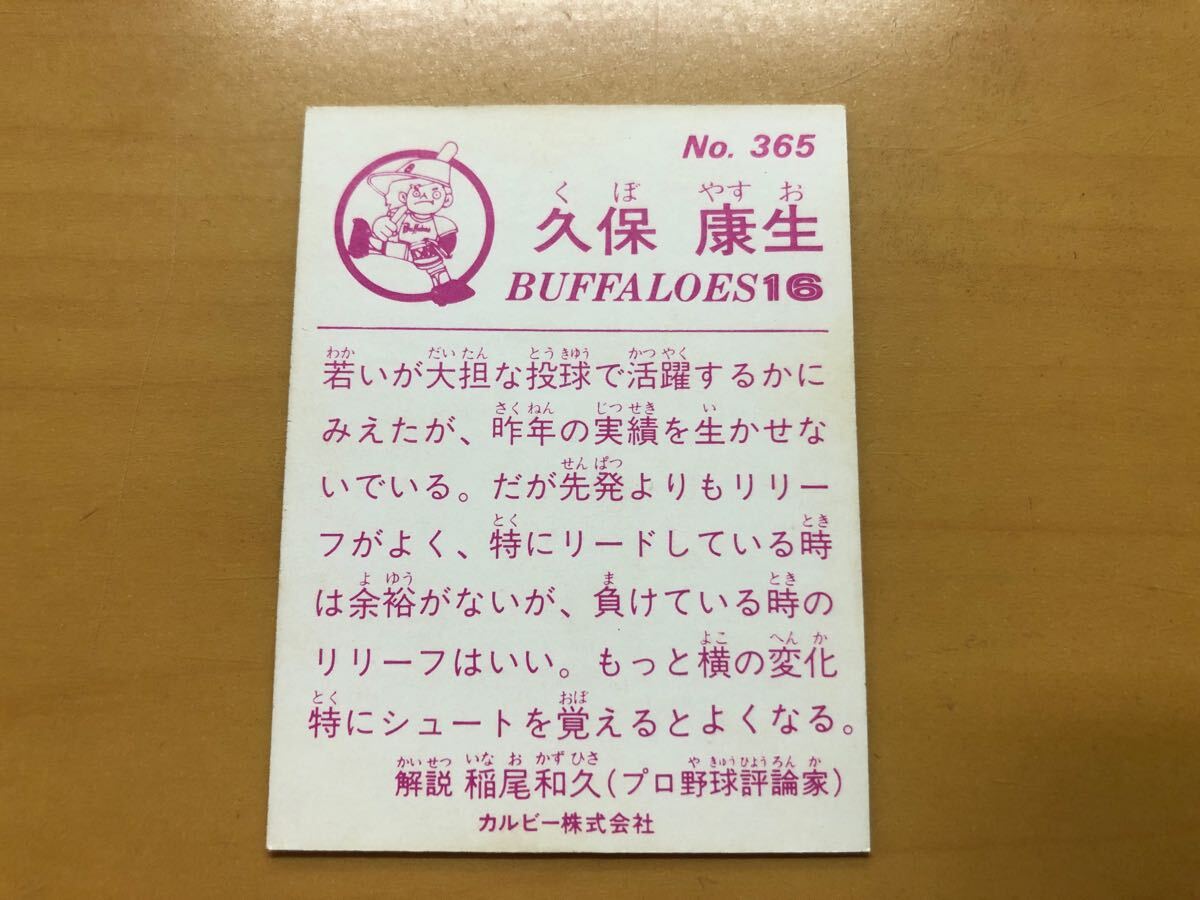 No. 365
くぼ やすお
久保 康生
Buffaloes
BUFFALOES16
わか だいたん とうきゅう かつやく
若いが大担な投球で活躍するかに
さくねん じつせき い
みえたが、昨年の実績を生かせな
せんぱつ
いでいる。だが先発よりもリリー
とく とき
フがよく、特にリードしている時
よゆう ま とき
は余裕がないが、負けている時の
よこ へんか
リリーフはいい。もっと横の変化
とく おぼ
特にシュートを覚えるとよくなる。
かいせつ いなおかずひさ やきゅうひょうろんか
解説 稲尾和久(プロ野球評論家)
カルビー株式会社